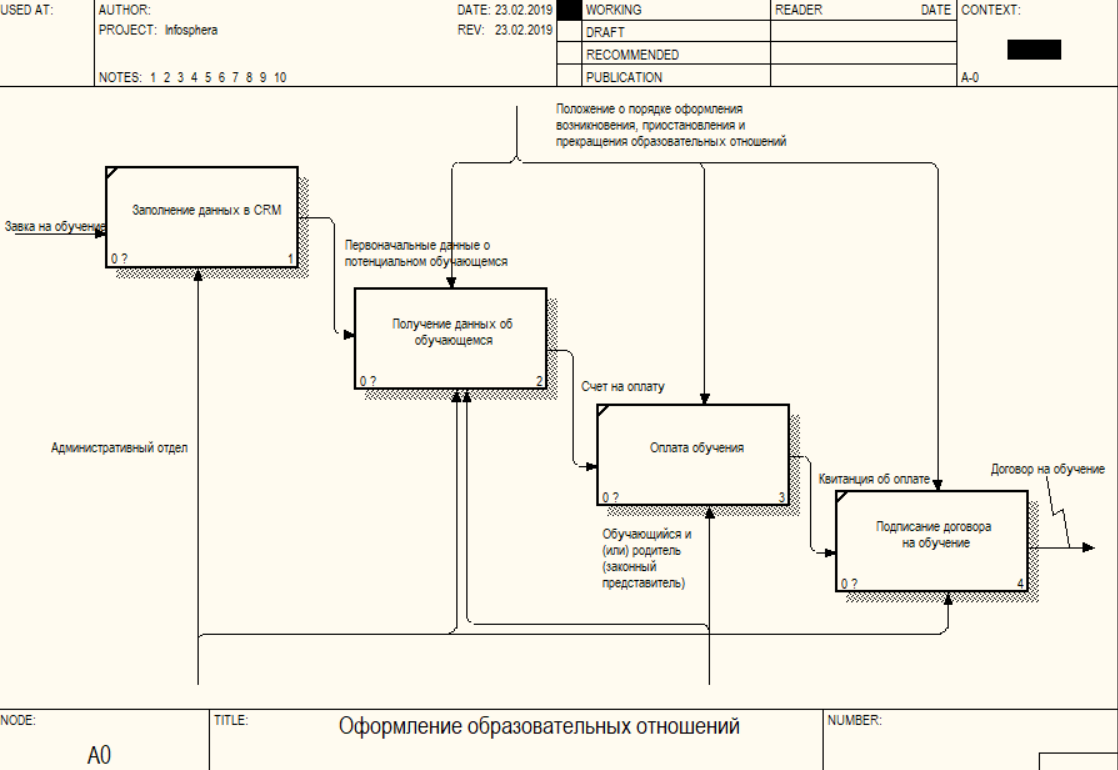 USED AT:
AUTHOR:
DATE: 23.02.2019
WORKING
READER
DATE
CONTEXT:
PROJECT: Infosphera
REV: 23.02.2019
DRAFT
RECOMMENDED
NOTES: 1 2 3 4 5 6 7 8 9 10
PUBLICATION
A-0
Положение о порядке оформления
возникновения, приостановления и
прекращения образовательных отношений
Заполнение данных в CRM
0 ?
1
Завка на обучение
Первоначальные данные о
потенциальном обучающемся
Получение данных об
обучающемся
0 ?
2
Счет на оплату
Оплата обучения
0 ?
3
Административный отдел
Квитанция об оплате
Договор на обучение
Подписание договора
на обучение
0 ?
4
Обучающийся и
(или) родитель
(законный
представитель)
NODE:
A0
TITLE:
Оформление образовательных отношений
NUMBER: